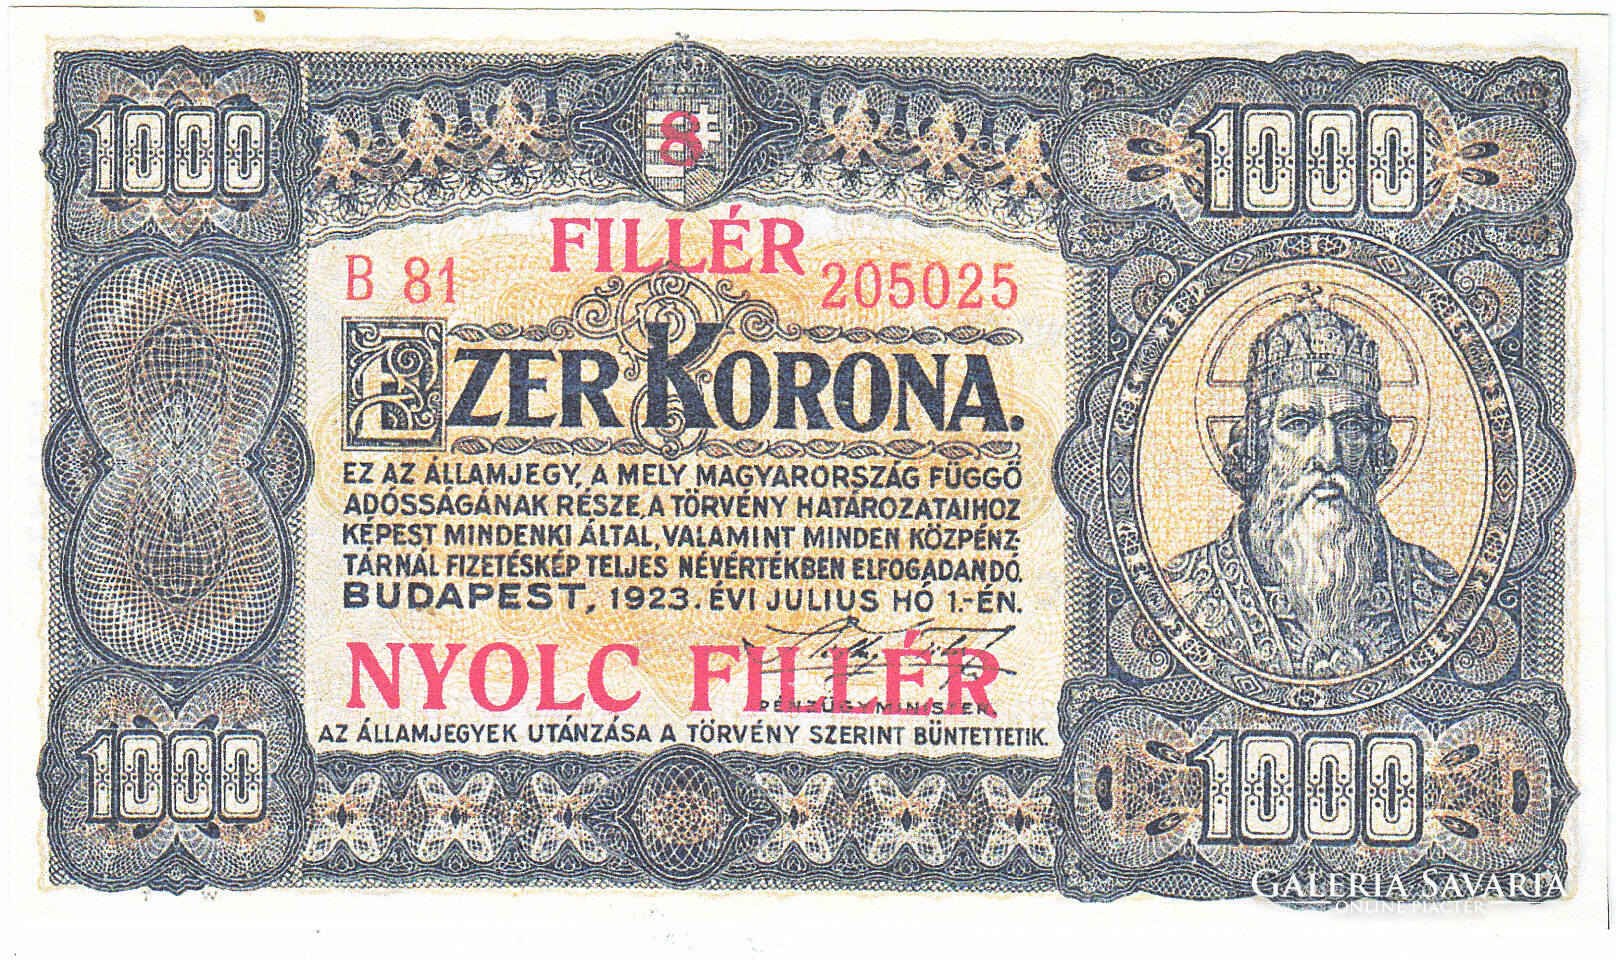 1000
8
1000
FILLÉR
B 81
205025
EZER KORONA.
EZ AZ ÁLLAMJEGY, A MELY MAGYARORSZÁG FÜGGŐ
ADÓSSÁGÁNAK RÉSZE, A TÖRVÉNY HATÁROZATAIHOZ
KÉPEST MINDENKI ÁLTAL, VALAMINT MINDEN KÖZPÉNZ-
TÁRNÁL FIZETÉSKÉP TELJES NÉVÉRTÉKBEN ELFOGADANDÓ.
BUDAPEST, 1923. ÉVI JULIUS HÓ 1.-ÉN.
NYOLC FILLÉR
PÉNZÜGYMINISTER
AZ ÁLLAMJEGYEK UTÁNZÁSA A TÖRVÉNY SZERINT BÜNTETTETIK.
1000
1000
GALERIA SAVARIA
ONLINE PIACTÉR